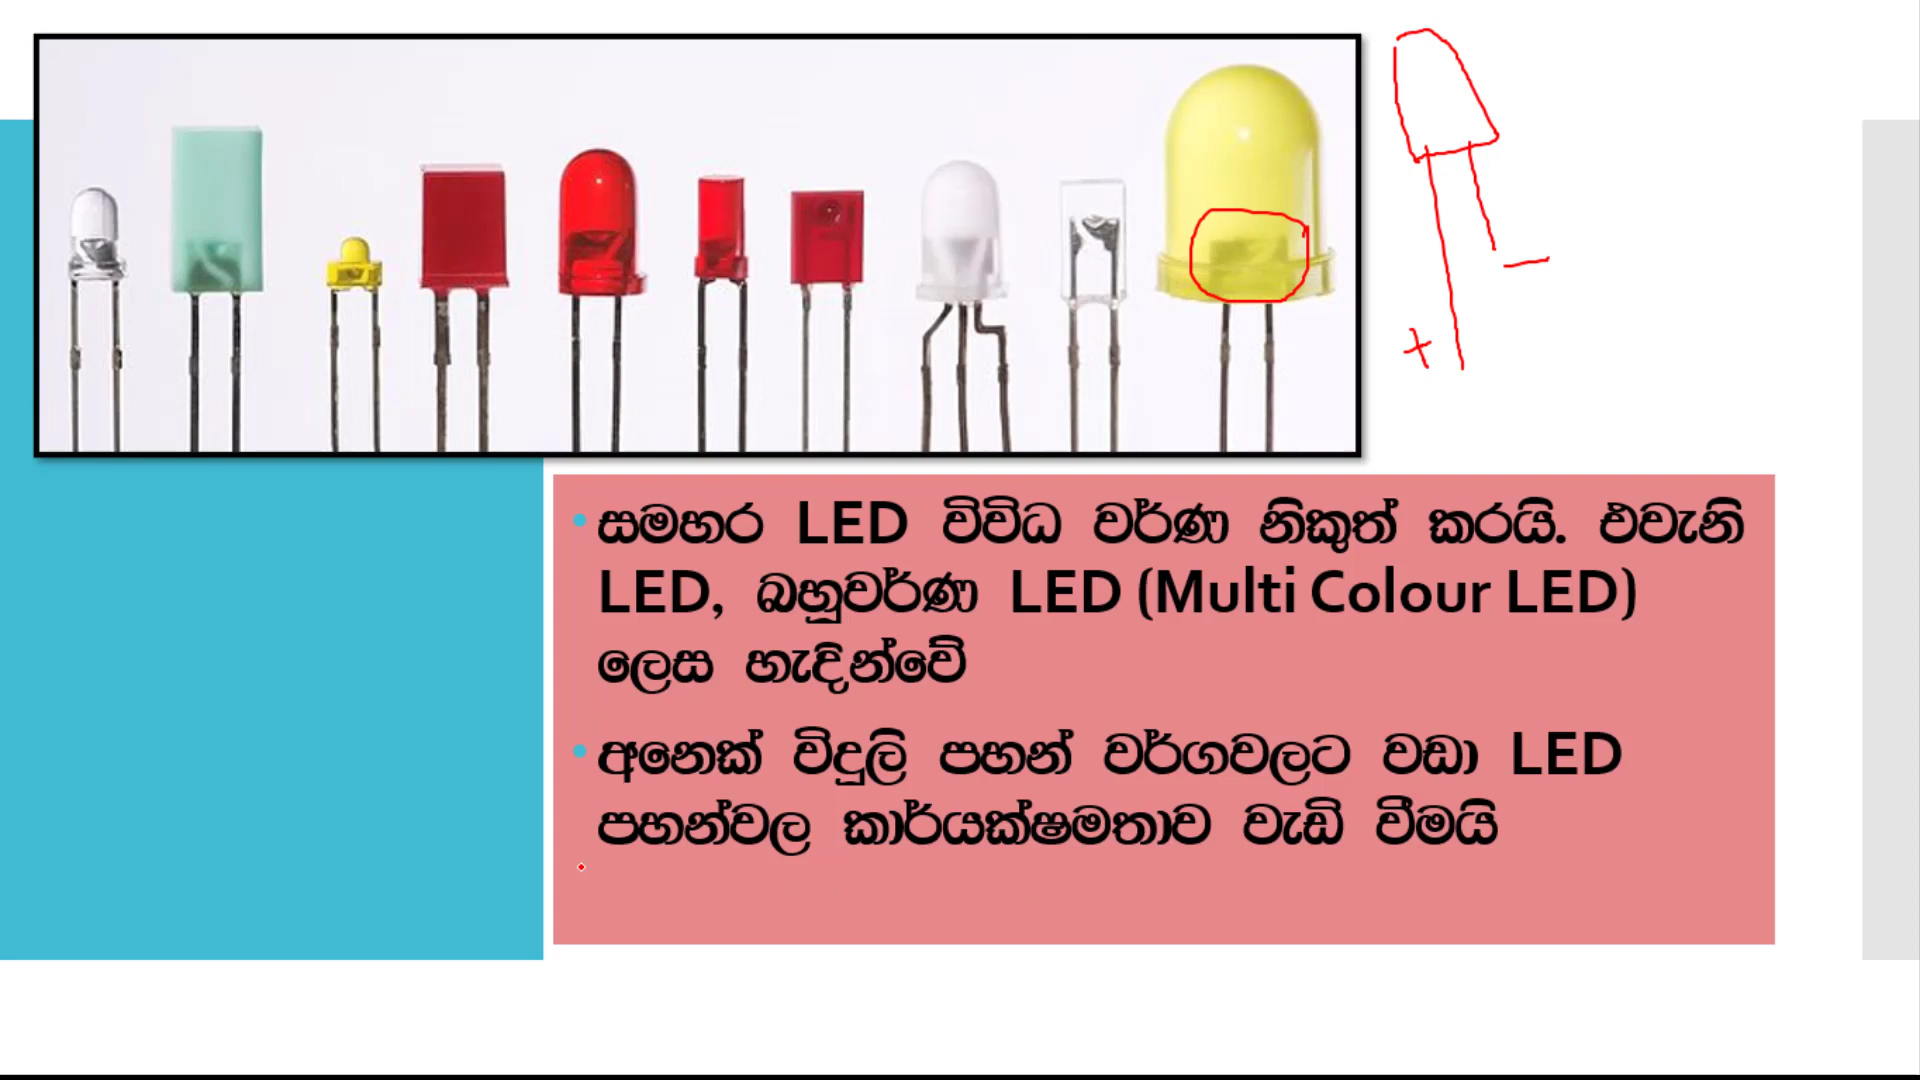 +
–
සමහර LED විවිධ වර්ණ නිකුත් කරයි. එවැනි
LED, බහුවර්ණ LED (Multi Colour LED)
ලෙස හැඳින්වේ
අනෙක් විදුලි පහන් වර්ගවලට වඩා LED
පහන්වල කාර්යක්ෂමතාව වැඩි වීමයි